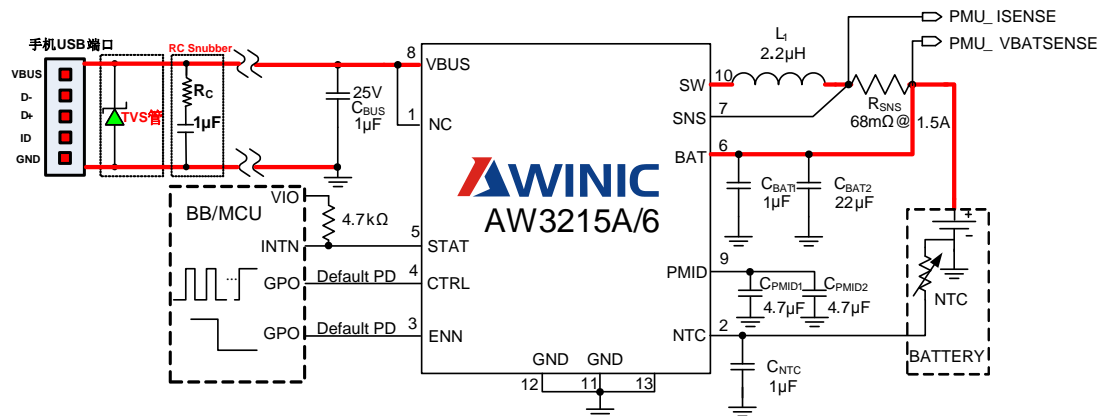 手机USB 端口
VBUS
D-
D+
ID
GND
TVS管
RC Snubber
RC
1µF
25V
CBUS
1µF
8
VBUS
1
NC
AWINIC
AW3215A/6
BB/MCU
VIO
4.7kΩ
INTN
5
STAT
GPO
Default PD
4
CTRL
GPO
Default PD
3
ENN
GND
GND
12
11
13
10
SW
7
SNS
6
BAT
9
PMID
2
NTC
L1
2.2µH
RSNS
68mΩ@
1.5A
PMU_ISENSE
PMU_ VBATSENSE
CBAT1
1µF
CBAT2
22µF
CPMID1
4.7µF
CPMID2
4.7µF
CNTC
1µF
+
-
NTC
BATTERY